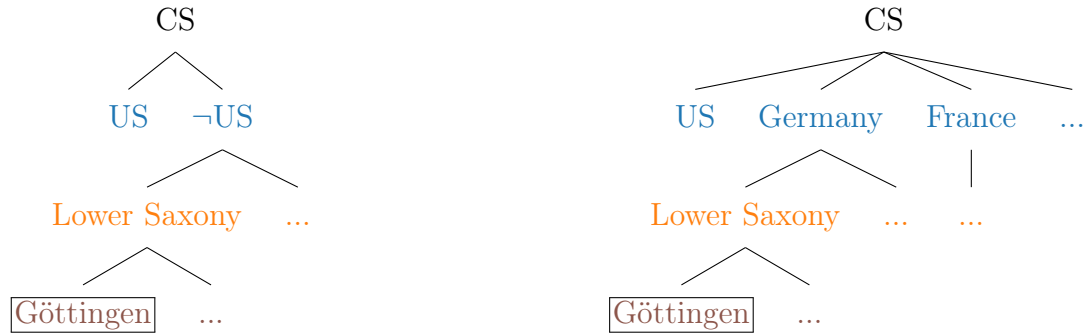 CS
US ¬US
Lower Saxony ...
Göttingen ...
CS
US Germany France ...
Lower Saxony ... ...
Göttingen ...